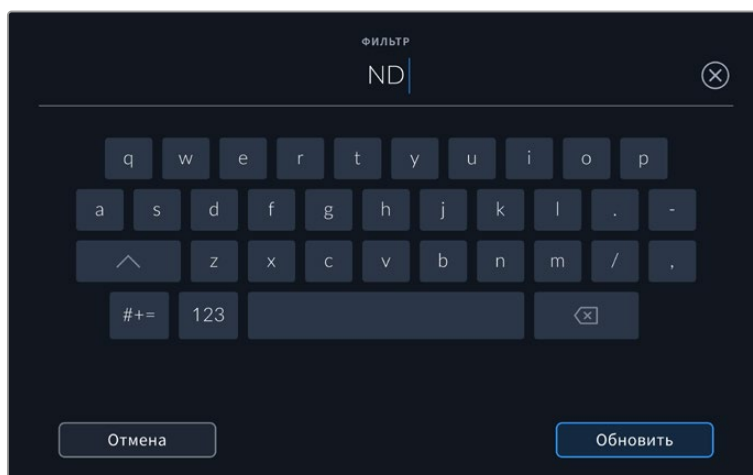 ФИЛЬТР
ND
q w e r t y u i o p
a s d f g h j k l . -
z x c v b n m / ,
#+= 123
Отмена Обновить